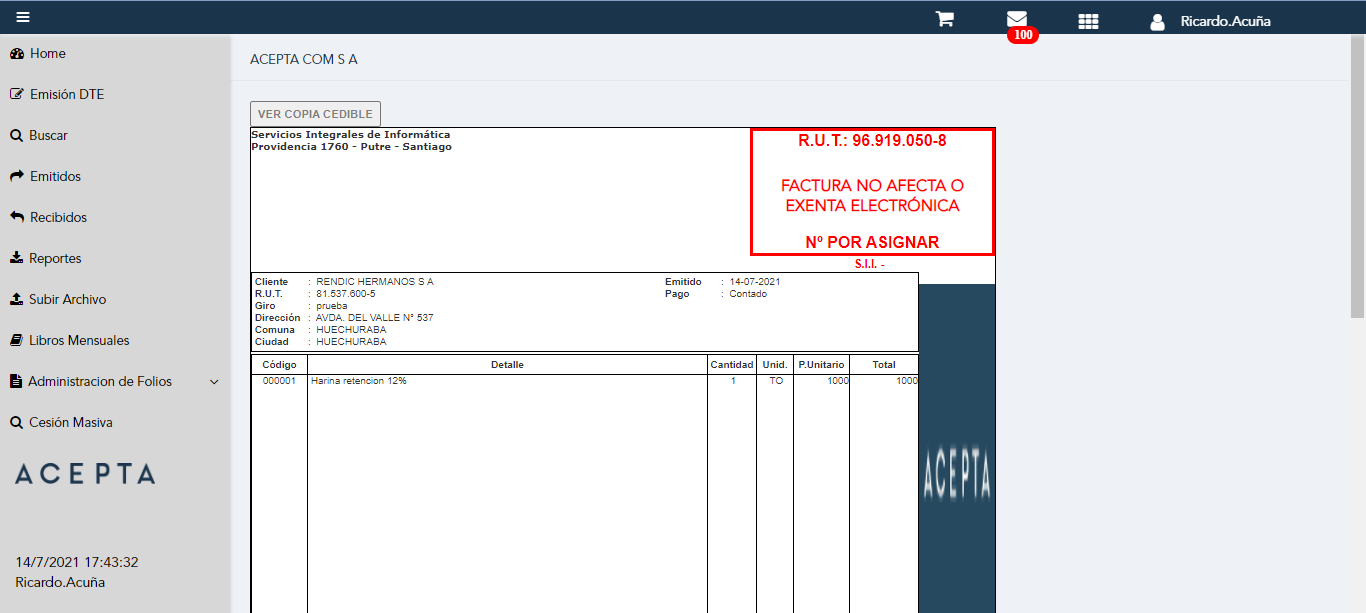 Ricardo.Acuña
100
Home
Emisión DTE
Buscar
Emitidos
Recibidos
Reportes
Subir Archivo
Libros Mensuales
Administracion de Folios
Cesión Masiva
ACEPTA
14/7/2021 17:43:32
Ricardo.Acuña
ACEPTA COM S A
VER COPIA CEDIBLE
Servicios Integrales de Informática
Providencia 1760 - Putre - Santiago
R.U.T.: 96.919.050-8
FACTURA NO AFECTA O
EXENTA ELECTRÓNICA
Nº POR ASIGNAR
S.I.I. -
Cliente : RENDIC HERMANOS S A Emitido : 14-07-2021
R.U.T. : 81.537.600-5 Pago : Contado
Giro : prueba
Dirección : AVDA. DEL VALLE N° 537
Comuna : HUECHURABA
Ciudad : HUECHURABA
Código Detalle Cantidad Unid. P.Unitario Total
000001 Harina retencion 12% 1 TO 1000 1000
ACEPTA